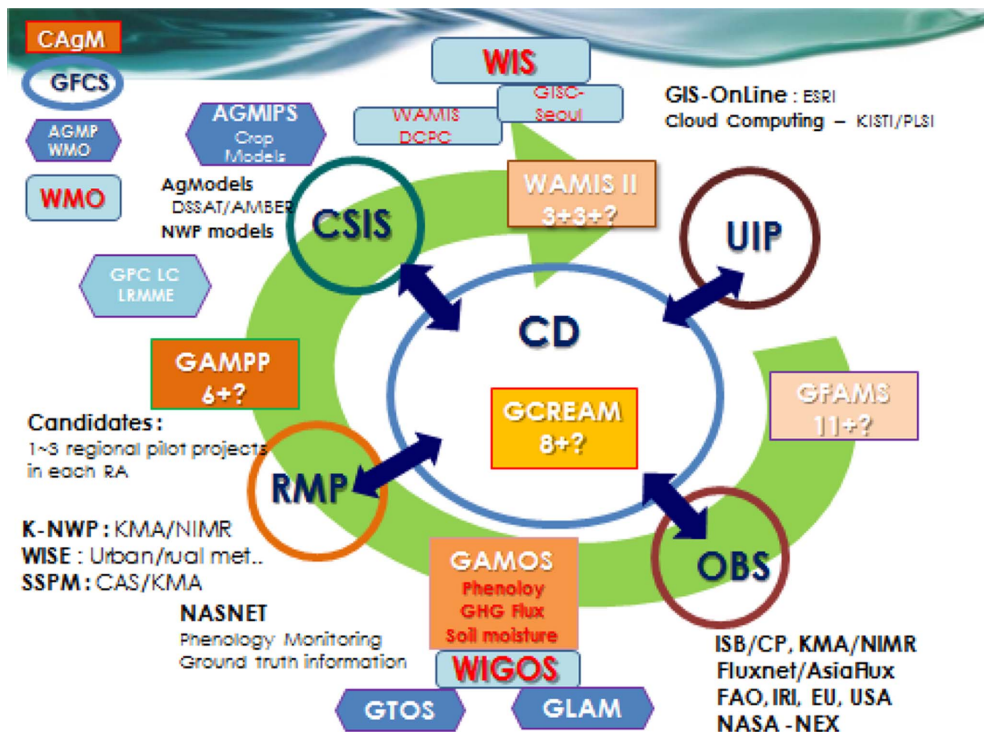 CAgM
GFCS
AGMP
WMO
WMO
AGMIPS
Crop
Models
WIS
GISC-
Seoul
WAMIS
DCPC
GIS-OnLine : ESRI
Cloud Computing – KISTI/PLSI
AgModels
DSSAT/AMBER
NWP models
CSIS
WAMIS II
3+3+?
UIP
GPC LC
LRMME
CD
GAMPP
6+?
GCREAM
8+?
GFAMS
11+?
Candidates :
1~3 regional pilot projects
in each RA
RMP
K-NWP : KMA/NIMR
WISE : Urban/rual met..
SSPM : CAS/KMA
GAMOS
Phenoloy
GHG Flux
Soil moisture
OBS
NASNET
Phenology Monitoring
Ground truth information
WIGOS
GTOS
GLAM
ISB/CP, KMA/NIMR
Fluxnet/AsiaFlux
FAO, IRI, EU, USA
NASA -NEX